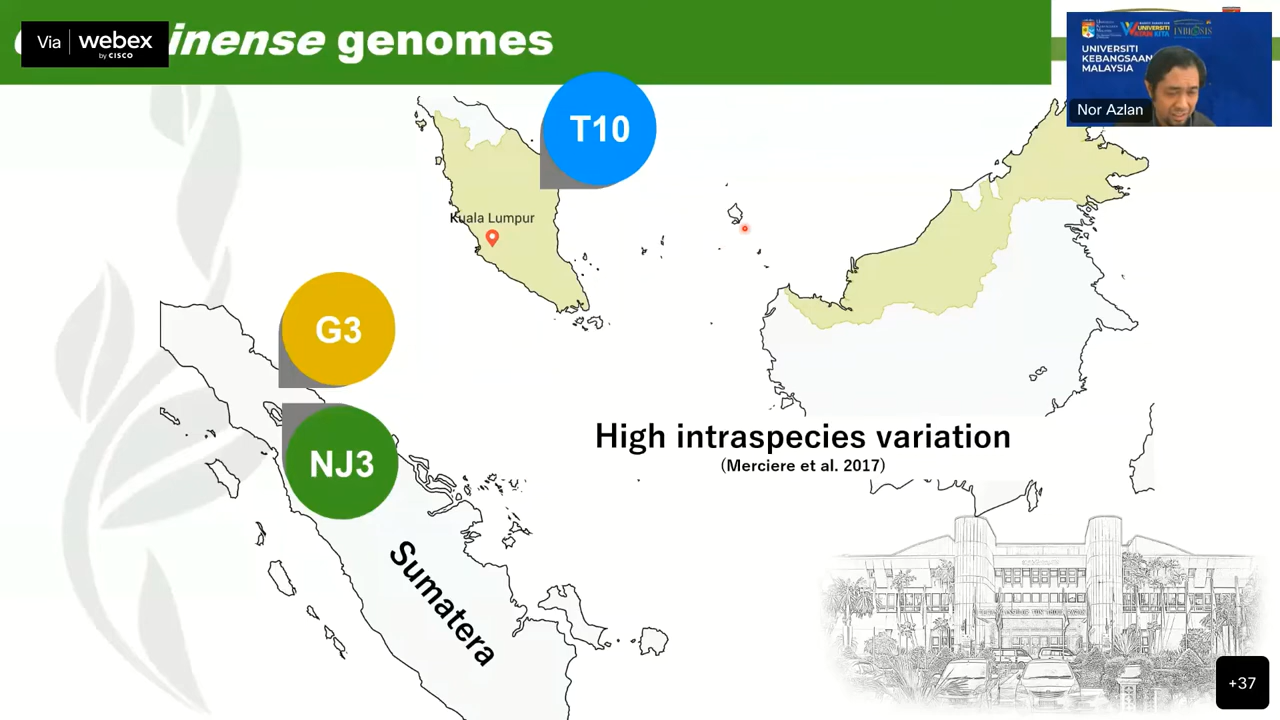 Via webex
by CISCO
inense genomes
UNIVERSITI
KEBANGSAAN
MALAYSIA
Nor Azlan
T10
Kuala Lumpur
G3
NJ3
High intraspecies variation
(Merciere et al. 2017)
Sumatera
+37